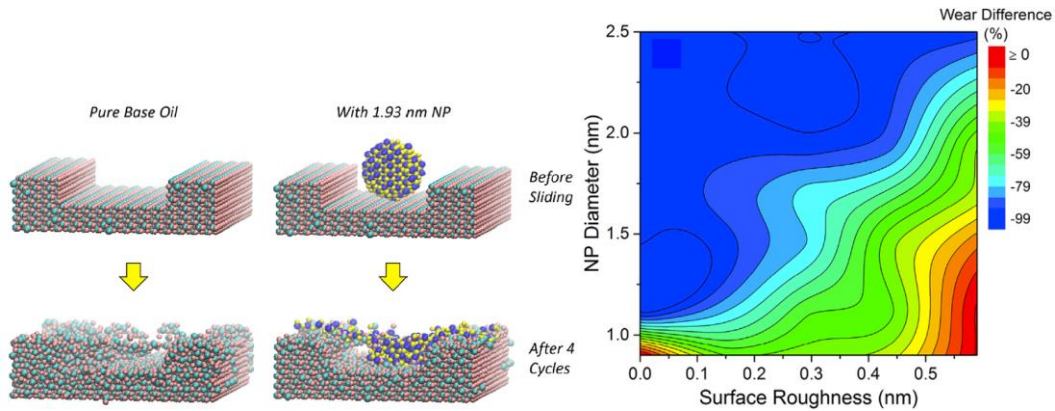 Pure Base Oil
With 1.93 nm NP
Before
Sliding
After 4
Cycles
Wear Difference
(%)
≥ 0
-20
-39
-59
-79
-99
NP Diameter (nm)
2.5
2.0
1.5
1.0
0.0 0.1 0.2 0.3 0.4 0.5
Surface Roughness (nm)